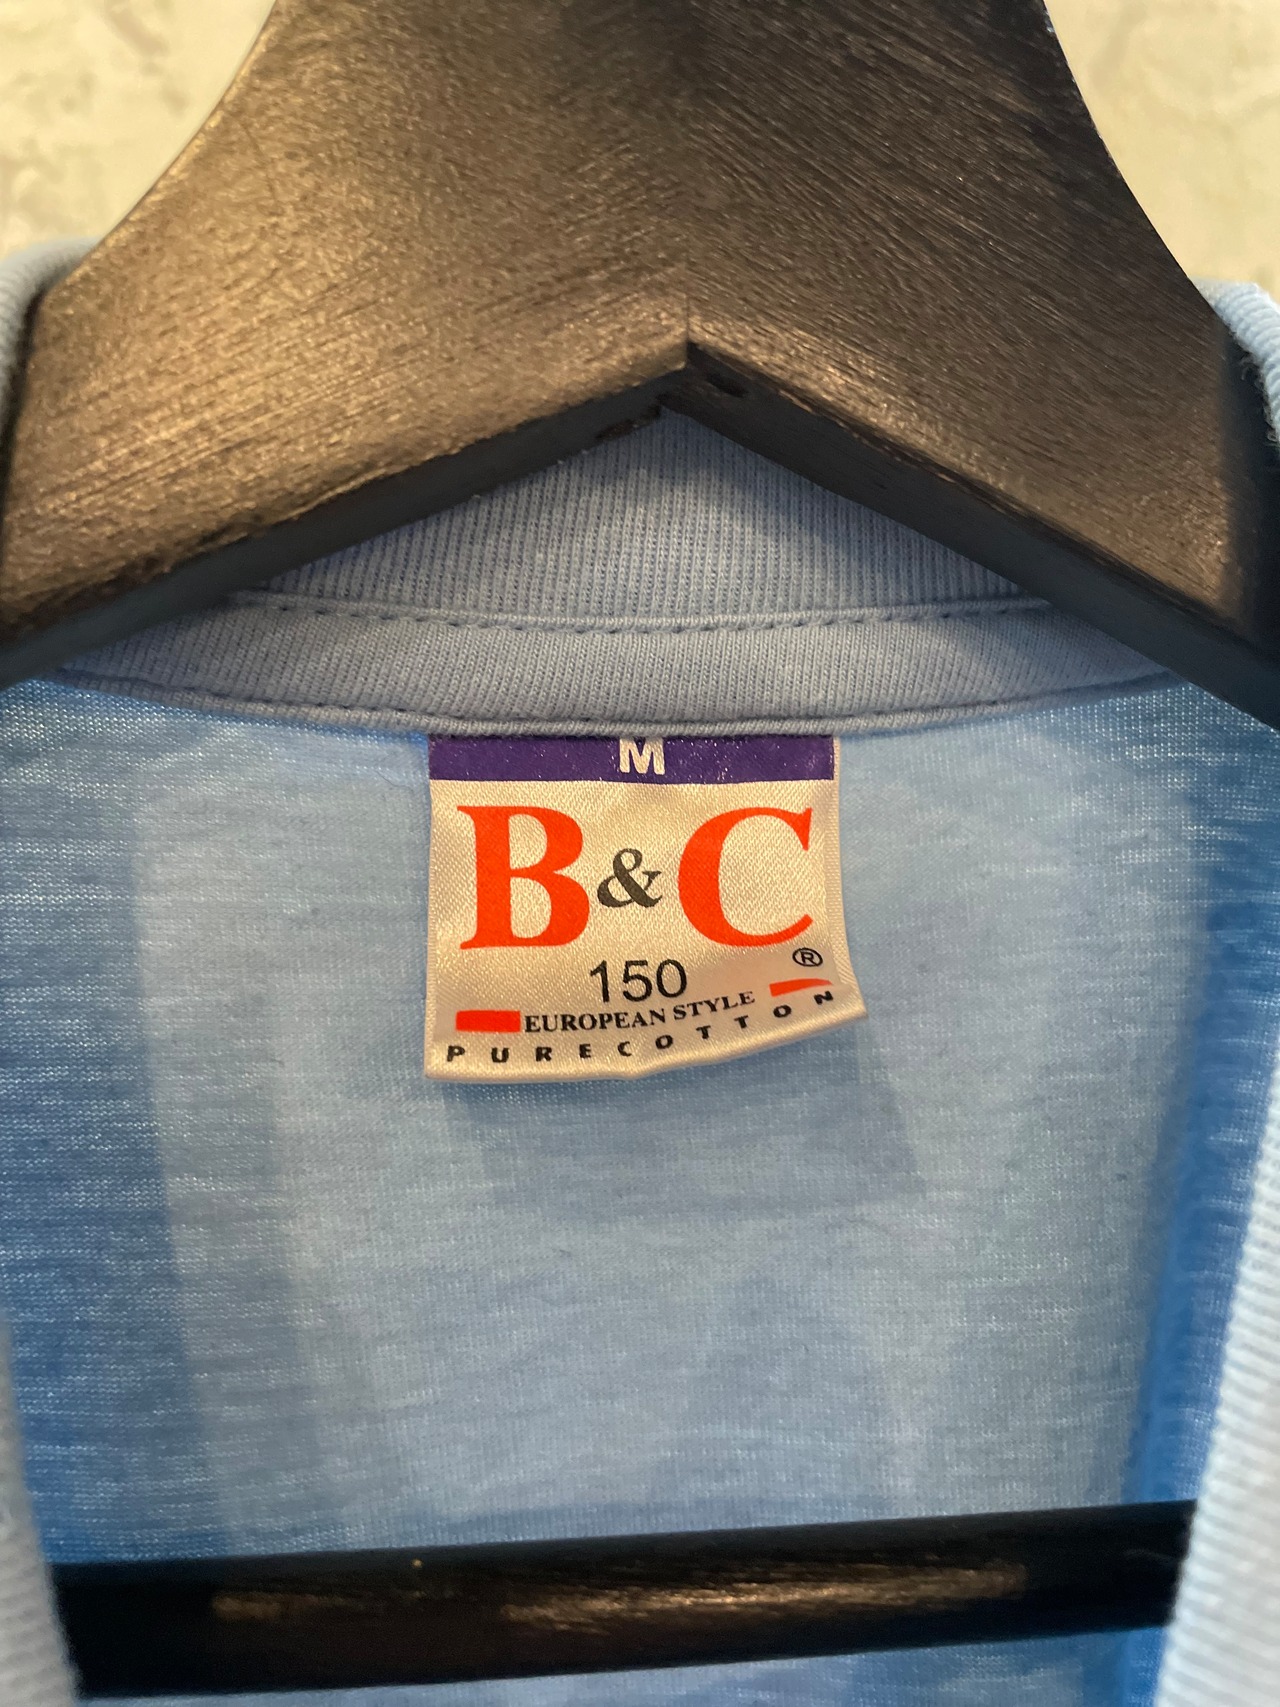 M
B&C
®
150
EUROPEAN STYLE
PURECOTTON